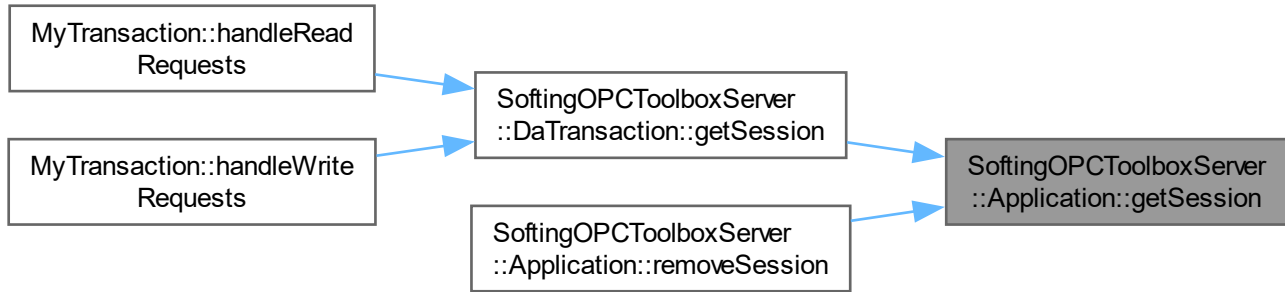 MyTransaction::handleRead
Requests
MyTransaction::handleWrite
Requests
SoftingOPCToolboxServer
::DaTransaction::getSession
SoftingOPCToolboxServer
::Application::removeSession
SoftingOPCToolboxServer
::Application::getSession